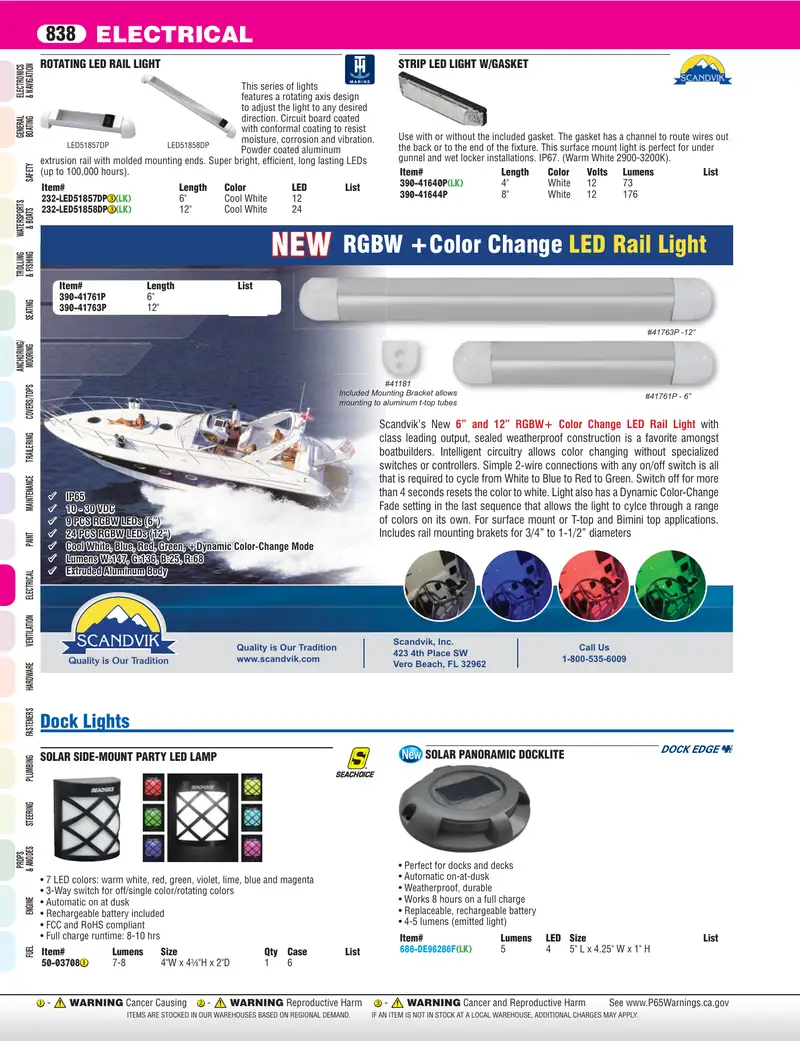 838 ELECTRICAL
ELECTRONICS & NAVIGATION
GENERAL BOATING
SAFETY
WATERSPORTS & BOATS
TROLLING & FISHING
SEATING
ANCHORING/ MOORING
COVERS/TOPS
TRAILERING
MAINTENANCE
PAINT
ELECTRICAL
VENTILATION
HARDWARE
FASTENERS
PLUMBING
STEERING
PROPS & ANODES
ENGINE
FUEL
ROTATING LED RAIL LIGHT
MARINE
LED51857DP
LED51858DP
This series of lights
features a rotating axis design
to adjust the light to any desired
direction. Circuit board coated
with conformal coating to resist
moisture, corrosion and vibration.
Powder coated aluminum
extrusion rail with molded mounting ends. Super bright, efficient, long lasting LEDs
(up to 100,000 hours).
Item# Length Color LED List
232-LED51857DP 3 (LK) 6" Cool White 12
232-LED51858DP 3 (LK) 12" Cool White 24
STRIP LED LIGHT W/GASKET
SCANDVIK
Use with or without the included gasket. The gasket has a channel to route wires out
the back or to the end of the fixture. This surface mount light is perfect for under
gunnel and wet locker installations. IP67. (Warm White 2900-3200K).
Item# Length Color Volts Lumens List
390-41640P(LK) 4" White 12 73
390-41644P 8" White 12 176
NEW RGBW +Color Change LED Rail Light
Item# Length List
390-41761P 6"
390-41763P 12"
#41763P -12"
#41181
Included Mounting Bracket allows
mounting to aluminum t-top tubes
#41761P - 6"
Scandvik's New 6" and 12" RGBW+ Color Change LED Rail Light with
class leading output, sealed weatherproof construction is a favorite amongst
boatbuilders. Intelligent circuitry allows color changing without specialized
switches or controllers. Simple 2-wire connections with any on/off switch is all
that is required to cycle from White to Blue to Red to Green. Switch off for more
than 4 seconds resets the color to white. Light also has a Dynamic Color-Change
Fade setting in the last sequence that allows the light to cylce through a range
of colors on its own. For surface mount or T-top and Bimini top applications.
Includes rail mounting brakets for 3/4" to 1-1/2" diameters
✓ IP65
✓ 10 - 30 VDC
✓ 9 PCS RGBW LEDs (6")
✓ 24 PCS RGBW LEDs (12")
✓ Cool White, Blue, Red, Green, +Dynamic Color-Change Mode
✓ Lumens W:147, G:136, B:25, R:68
✓ Extruded Aluminum Body
SCANDVIK
Quality is Our Tradition
Quality is Our Tradition
www.scandvik.com
Scandvik, Inc.
423 4th Place SW
Vero Beach, FL 32962
Call Us
1-800-535-6009
Dock Lights
SOLAR SIDE-MOUNT PARTY LED LAMP
SEACHOICE
SEACHOICE
SEACHOICE
• 7 LED colors: warm white, red, green, violet, lime, blue and magenta
• 3-Way switch for off/single color/rotating colors
• Automatic on at dusk
• Rechargeable battery included
• FCC and RoHS compliant
• Full charge runtime: 8-10 hrs
Item# Lumens Size Qty Case List
50-03708 1 7-8 4"W x 4⅜"H x 2"D 1 6
New SOLAR PANORAMIC DOCKLITE
DOCK EDGE
• Perfect for docks and decks
• Automatic on-at-dusk
• Weatherproof, durable
• Works 8 hours on a full charge
• Replaceable, rechargeable battery
• 4-5 lumens (emitted light)
Item# Lumens LED Size List
686-DE96286F(LK) 5 4 5" L x 4.25" W x 1" H
1 - ⚠ WARNING Cancer Causing 2 - ⚠ WARNING Reproductive Harm 3 - ⚠ WARNING Cancer and Reproductive Harm See www.P65Warnings.ca.gov
ITEMS ARE STOCKED IN OUR WAREHOUSES BASED ON REGIONAL DEMAND. IF AN ITEM IS NOT IN STOCK AT A LOCAL WAREHOUSE, ADDITIONAL CHARGES MAY APPLY.